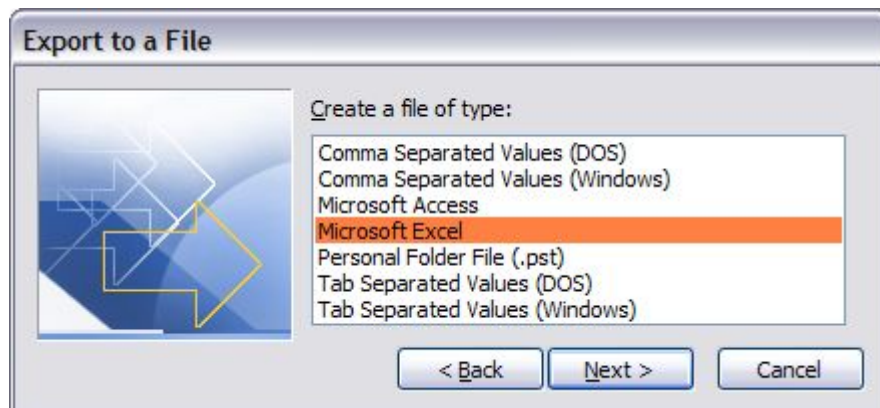 Export to a File
Create a file of type:
Comma Separated Values (DOS)
Comma Separated Values (Windows)
Microsoft Access
Microsoft Excel
Personal Folder File (.pst)
Tab Separated Values (DOS)
Tab Separated Values (Windows)
< Back Next > Cancel